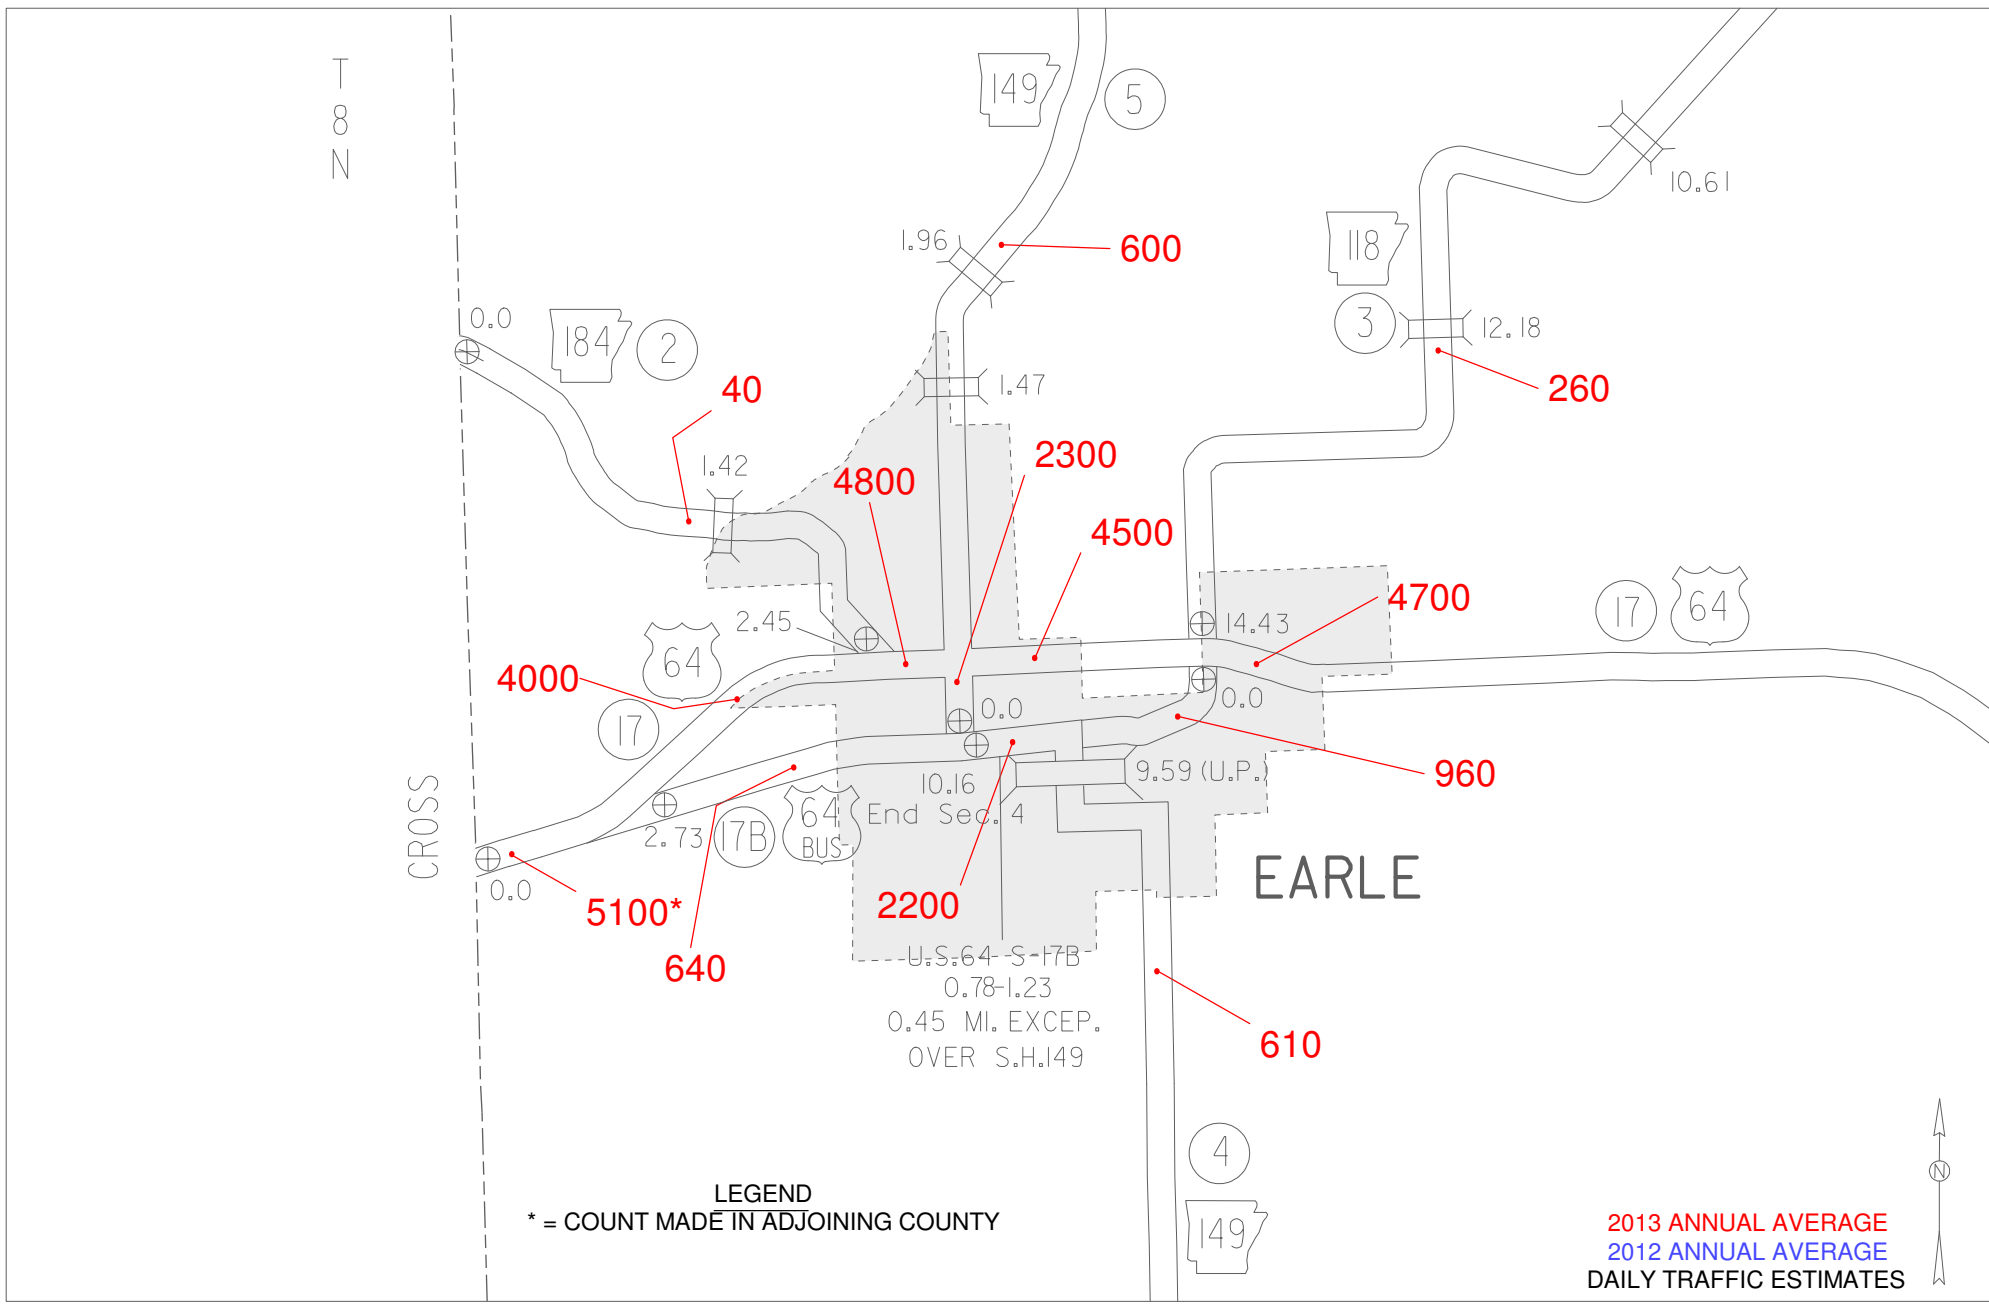 T
8
N
149
5
10.61
1.96
600
118
3
12.18
0.0
184
2
40
1.47
260
1.42
4800
2300
4500
2.45
14.43
4700
17
64
64
4000
17
0.0
0.0
10.16
End Sec. 4
9.59 (U.P.)
960
CROSS
2.73
17B
64
BUS
0.0
5100*
640
2200
EARLE
U.S.64 S-17B
0.78-1.23
0.45 MI. EXCEP.
OVER S.H.149
610
4
149
N
LEGEND
* = COUNT MADE IN ADJOINING COUNTY
2013 ANNUAL AVERAGE
2012 ANNUAL AVERAGE
DAILY TRAFFIC ESTIMATES